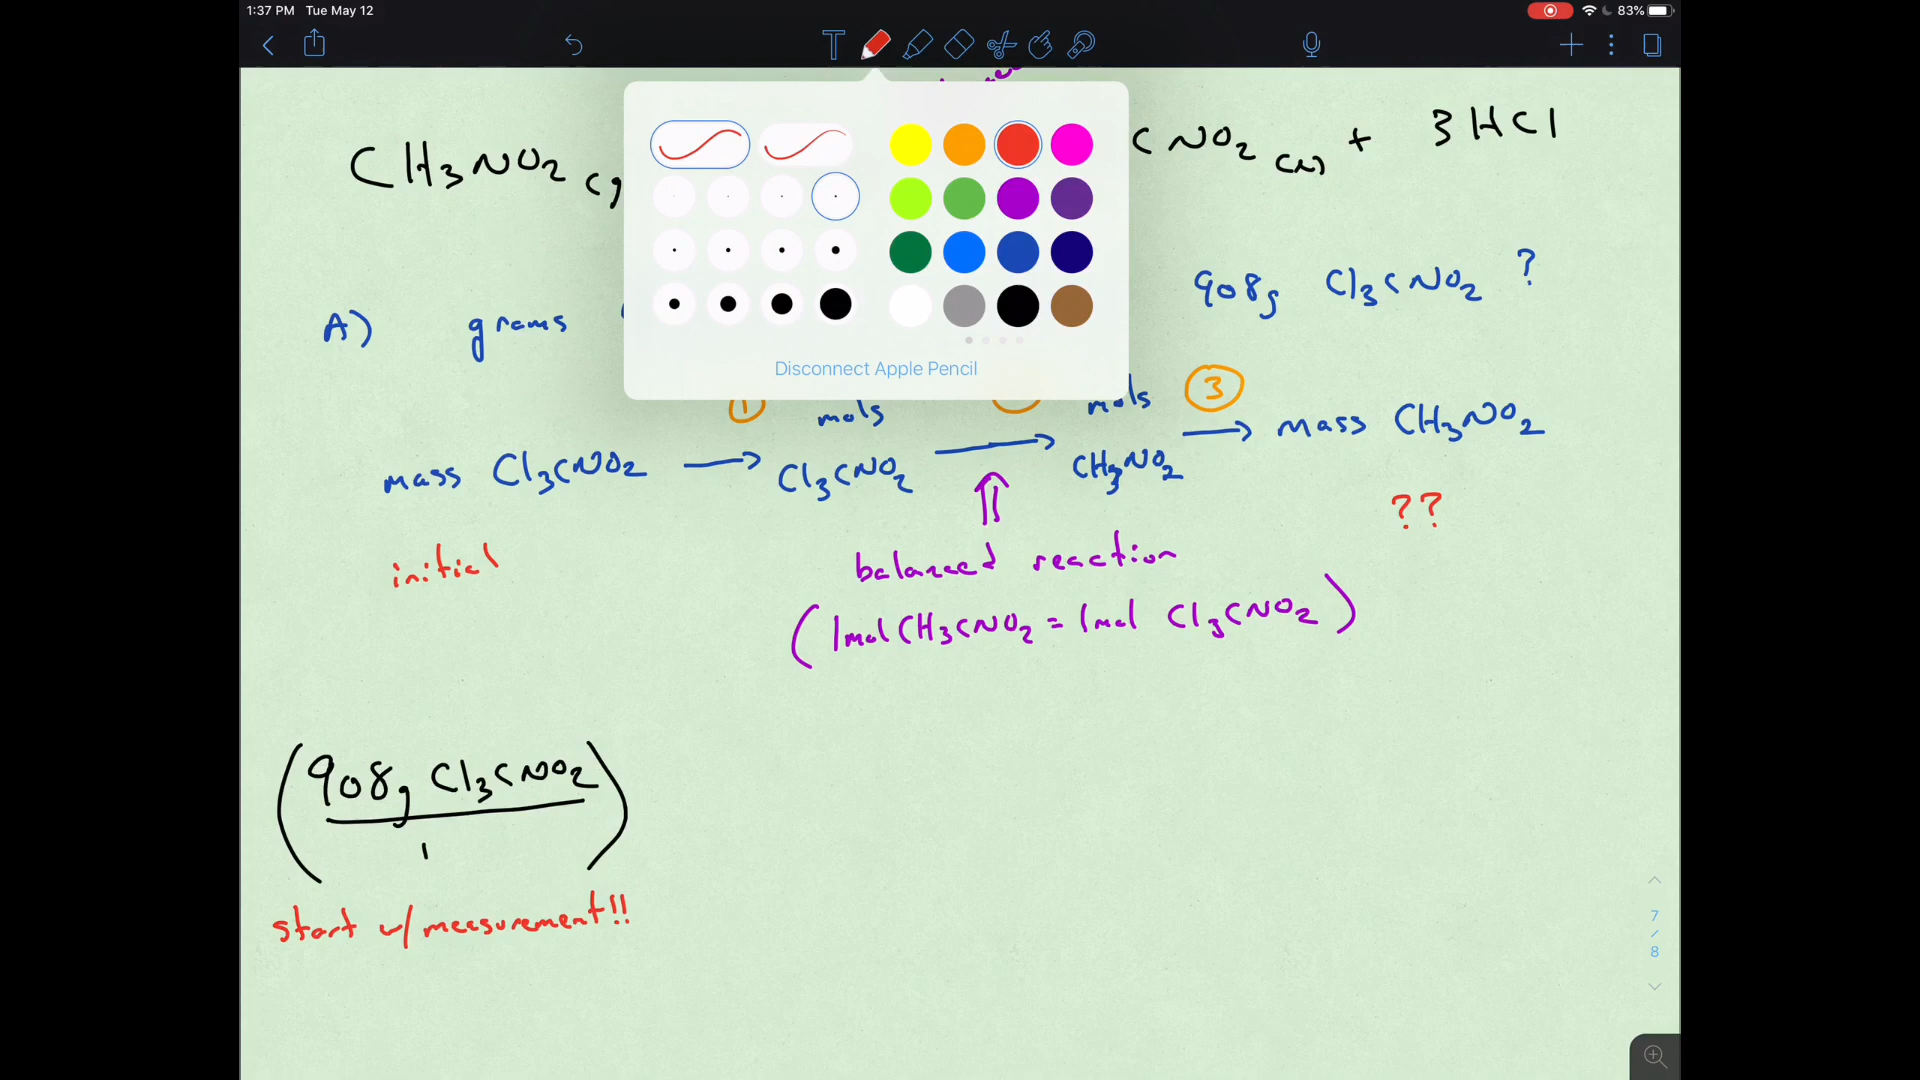 1:37 PM Tue May 12
83%
T
CH3NO2 (g
CNO2 (l) + 3 HCl
Disconnect Apple Pencil
A) grams
908g Cl3CNO2 ?
1
3
mols
mols
mass Cl3CNO2 → Cl3CNO2 → CH3NO2 → mass CH3NO2
??
initial
balanced reaction
(1mol CH3CNO2 = 1mol Cl3CNO2)
(908g Cl3CNO2)
1
start w/ measurement!!
7
/
8